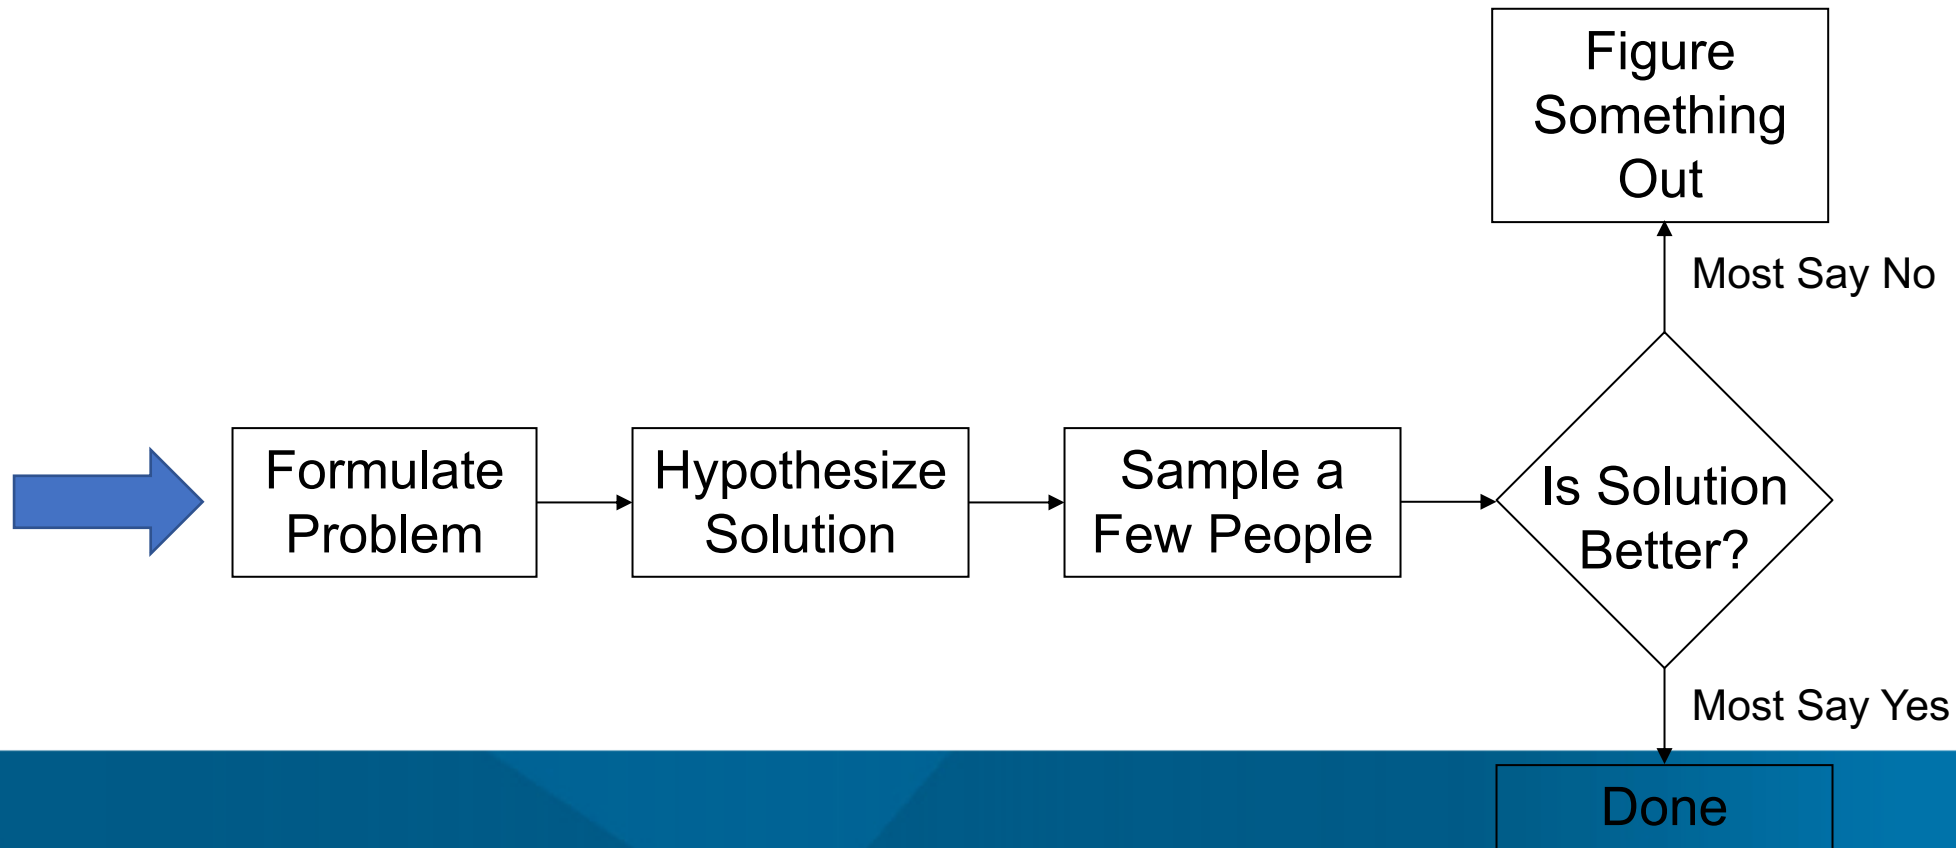 Figure
Something
Out
Most Say No
Formulate
Problem
Hypothesize
Solution
Sample a
Few People
Is Solution
Better?
Most Say Yes
Done